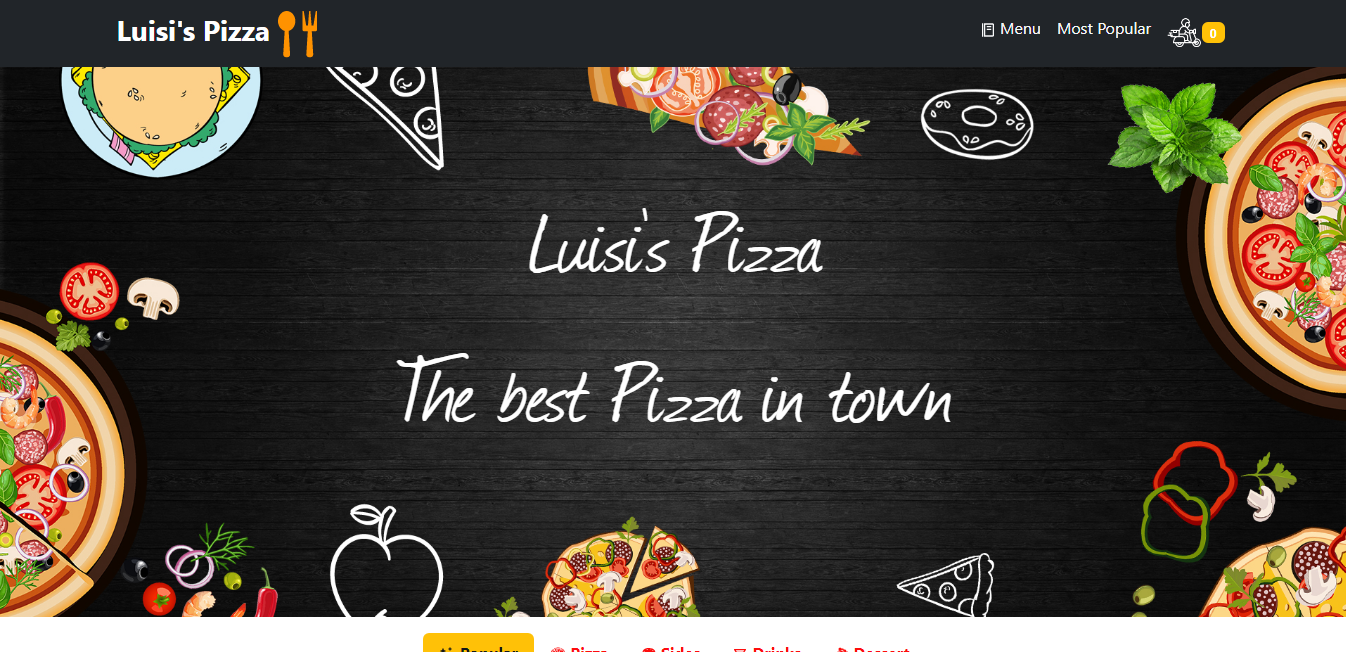 Luisi's Pizza
Menu
Most Popular
0
Luisi's Pizza
The best Pizza in town
Popular
Pizza
Sides
Drinks
Dessert